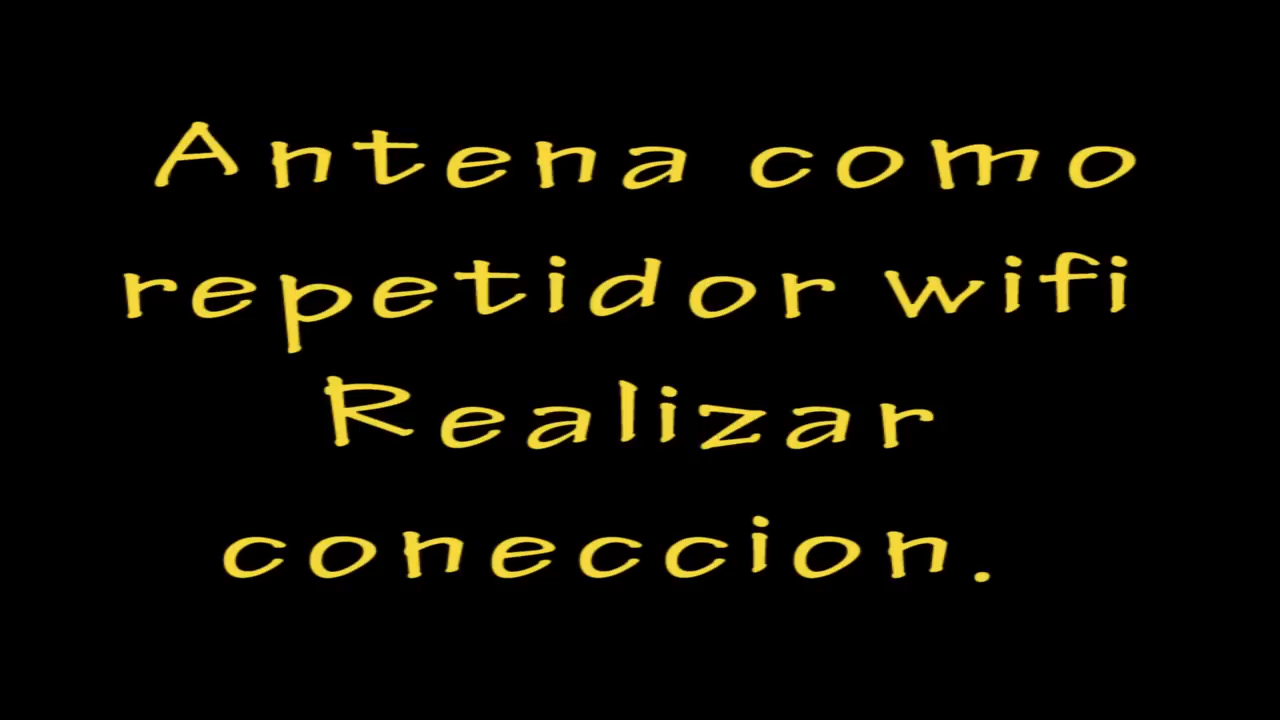 Antena como
repetidor wifi
Realizar
coneccion.